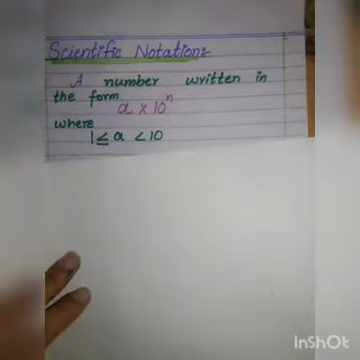 Scientific Notation:-
A number written in
the form
a x 10ⁿ
where
1 ≤ a < 10
InShOt